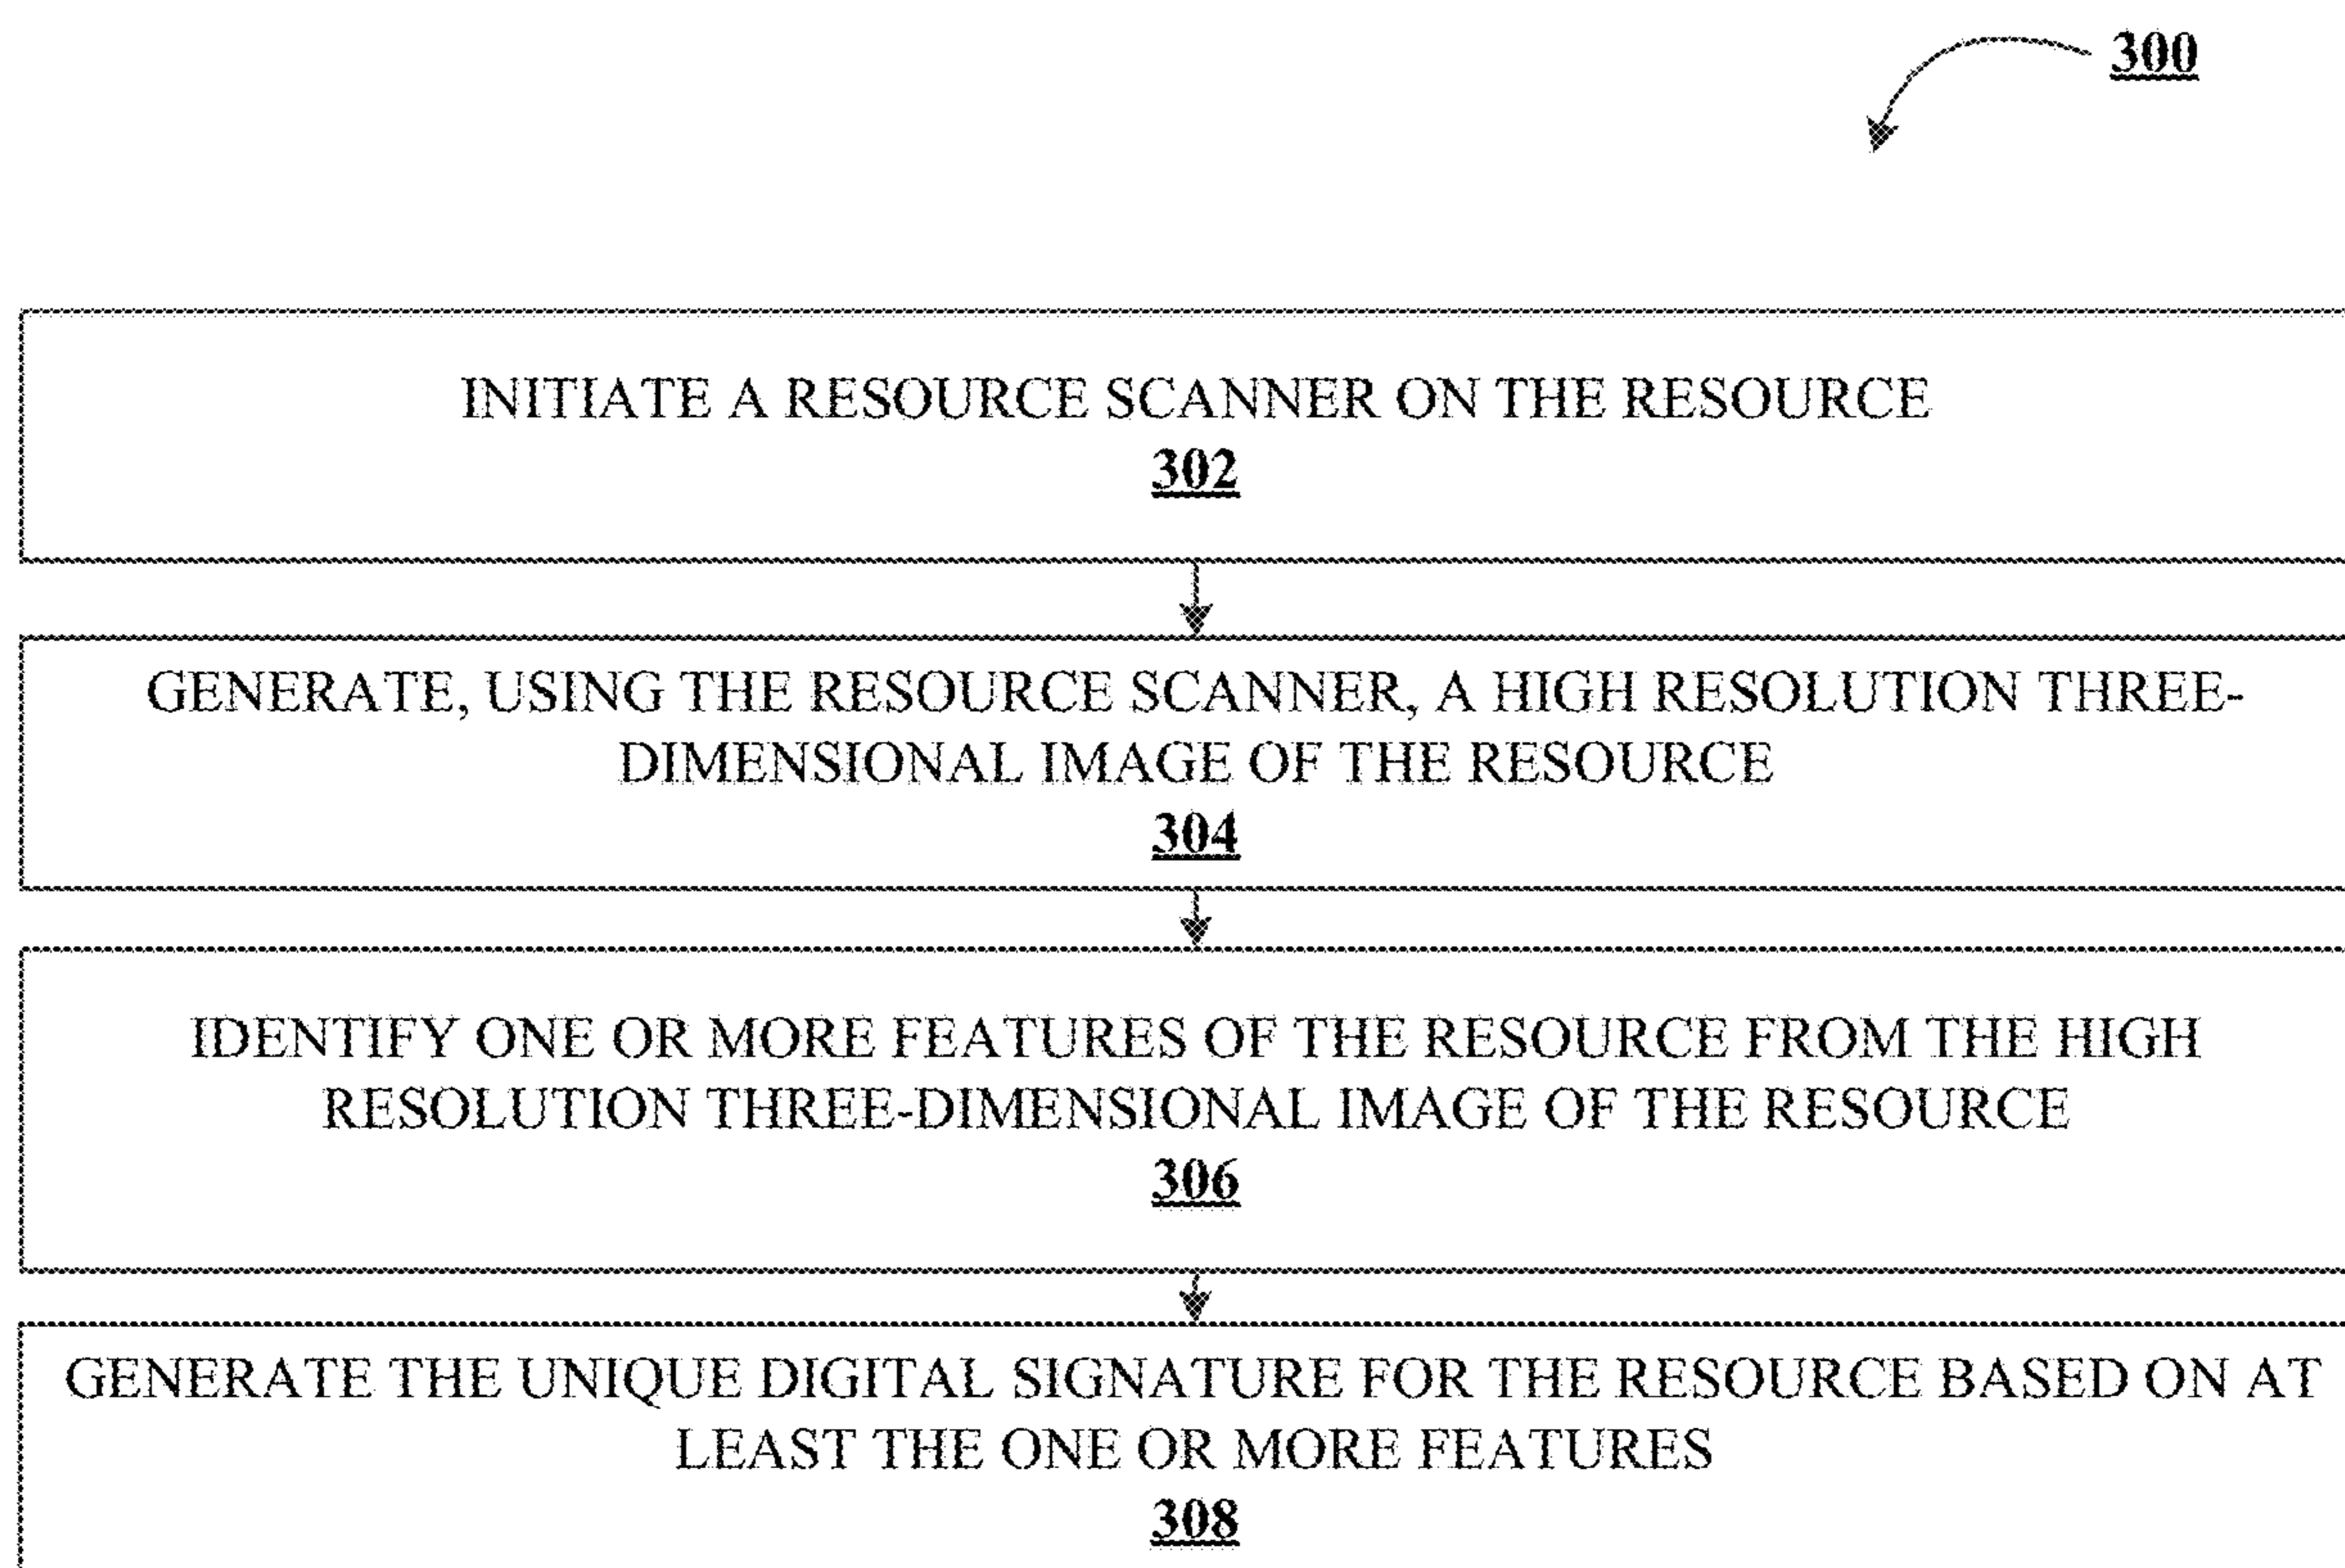 300
INITIATE A RESOURCE SCANNER ON THE RESOURCE
302
GENERATE, USING THE RESOURCE SCANNER, A HIGH RESOLUTION THREE-
DIMENSIONAL IMAGE OF THE RESOURCE
304
IDENTIFY ONE OR MORE FEATURES OF THE RESOURCE FROM THE HIGH
RESOLUTION THREE-DIMENSIONAL IMAGE OF THE RESOURCE
306
GENERATE THE UNIQUE DIGITAL SIGNATURE FOR THE RESOURCE BASED ON AT
LEAST THE ONE OR MORE FEATURES
308